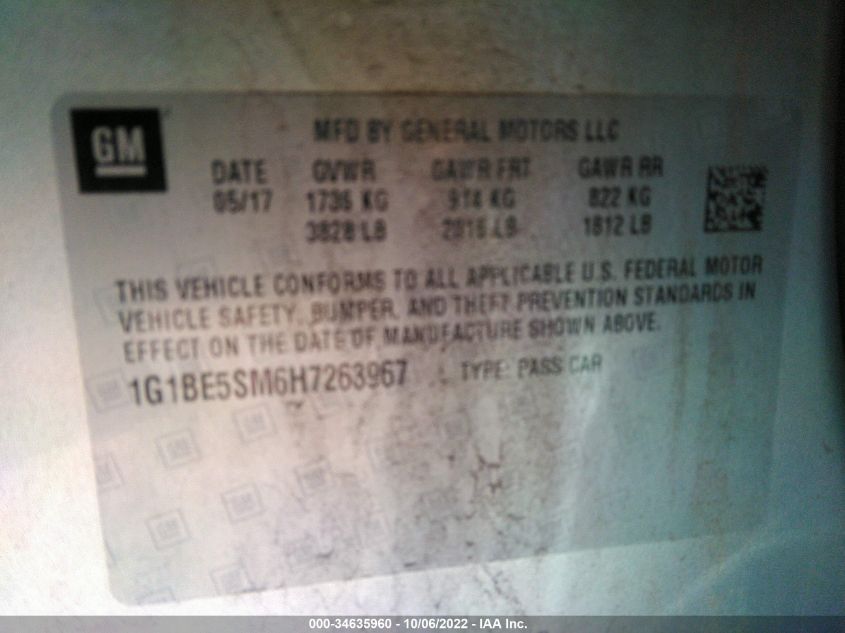 GM
MFD BY GENERAL MOTORS LLC
DATE GVWR GAWR FRT GAWR RR
05/17 1736 KG 914 KG 822 KG
3828 LB 2016 LB 1812 LB
THIS VEHICLE CONFORMS TO ALL APPLICABLE U.S. FEDERAL MOTOR
VEHICLE SAFETY, BUMPER, AND THEFT PREVENTION STANDARDS IN
EFFECT ON THE DATE OF MANUFACTURE SHOWN ABOVE.
1G1BE5SM6H7263967 TYPE: PASS CAR
000-34635960 - 10/06/2022 - IAA Inc.